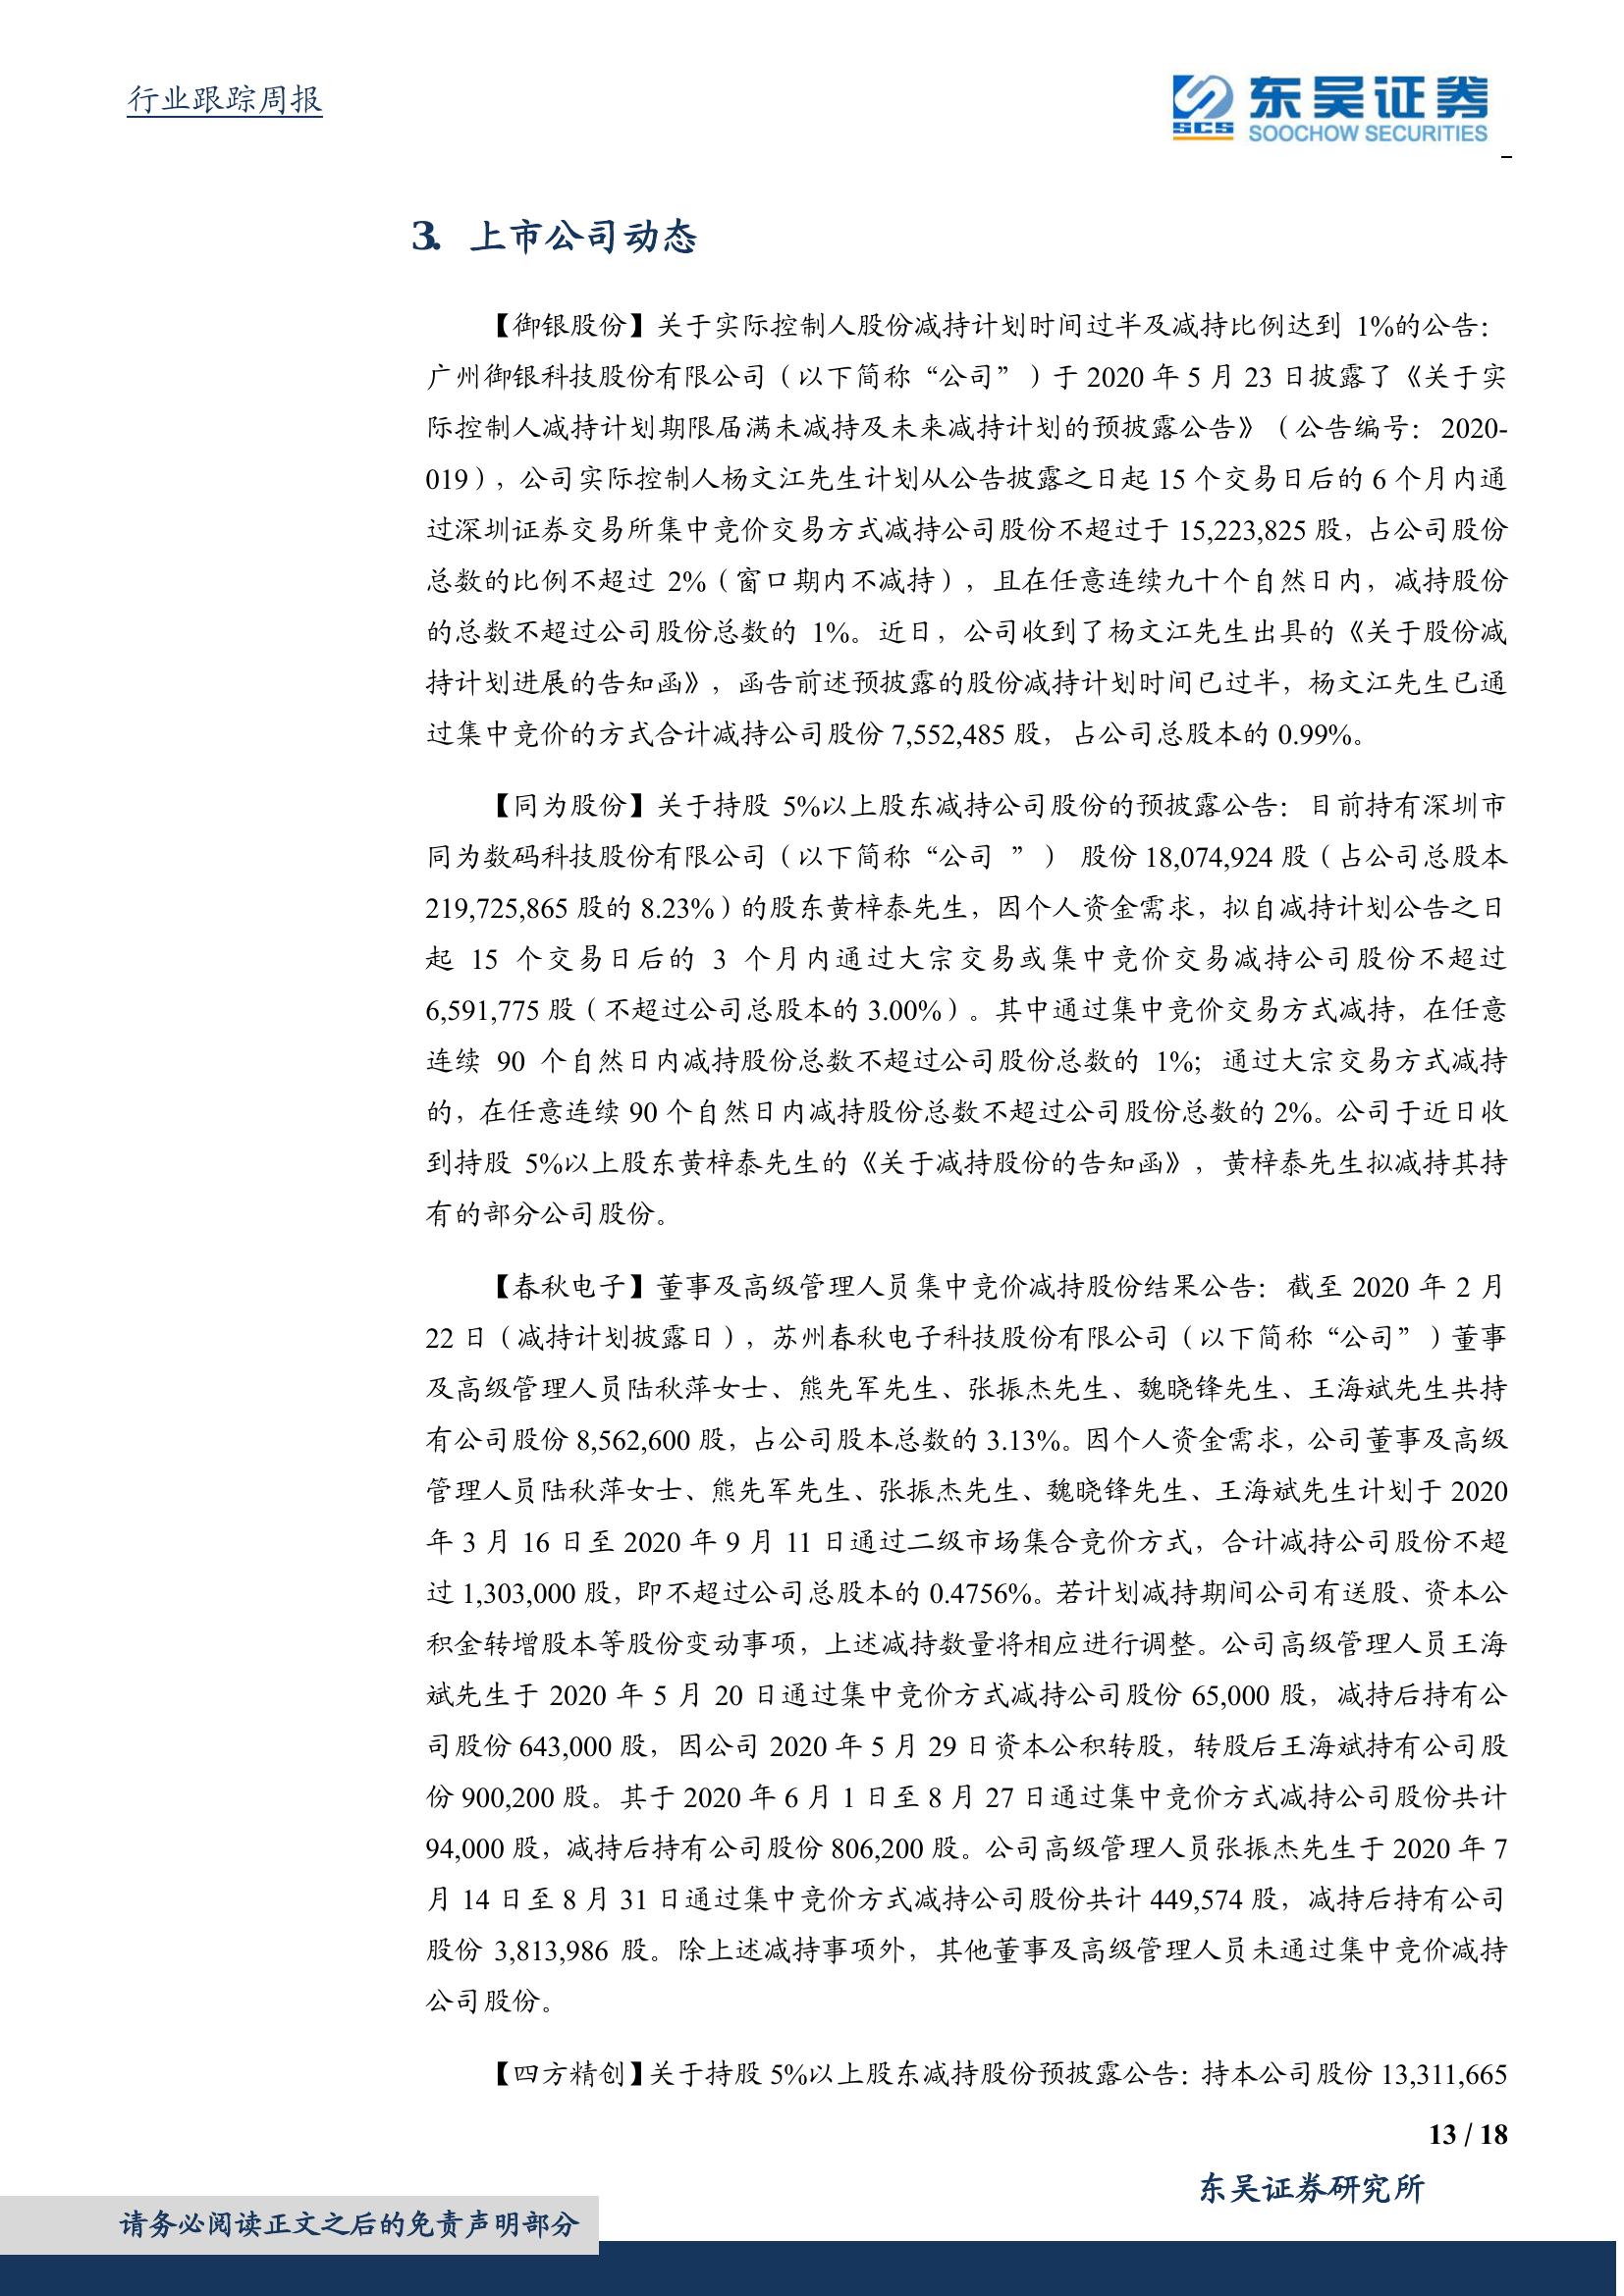 行业跟踪周报
SCS 东吴证券
SOOCHOW SECURITIES
3. 上市公司动态
【御银股份】关于实际控制人股份减持计划时间过半及减持比例达到 1%的公告：
广州御银科技股份有限公司（以下简称“公司”）于 2020 年 5 月 23 日披露了《关于实
际控制人减持计划期限届满未减持及未来减持计划的预披露公告》（公告编号：2020-
019），公司实际控制人杨文江先生计划从公告披露之日起 15 个交易日后的 6 个月内通
过深圳证券交易所集中竞价交易方式减持公司股份不超过于 15,223,825 股，占公司股份
总数的比例不超过 2%（窗口期内不减持），且在任意连续九十个自然日内，减持股份
的总数不超过公司股份总数的 1%。近日，公司收到了杨文江先生出具的《关于股份减
持计划进展的告知函》，函告前述预披露的股份减持计划时间已过半，杨文江先生已通
过集中竞价的方式合计减持公司股份 7,552,485 股，占公司总股本的 0.99%。
【同为股份】关于持股 5%以上股东减持公司股份的预披露公告：目前持有深圳市
同为数码科技股份有限公司（以下简称“公司 ”） 股份 18,074,924 股（占公司总股本
219,725,865 股的 8.23%）的股东黄梓泰先生，因个人资金需求，拟自减持计划公告之日
起 15 个交易日后的 3 个月内通过大宗交易或集中竞价交易减持公司股份不超过
6,591,775 股（不超过公司总股本的 3.00%）。其中通过集中竞价交易方式减持，在任意
连续 90 个自然日内减持股份总数不超过公司股份总数的 1%；通过大宗交易方式减持
的，在任意连续 90 个自然日内减持股份总数不超过公司股份总数的 2%。公司于近日收
到持股 5%以上股东黄梓泰先生的《关于减持股份的告知函》，黄梓泰先生拟减持其持
有的部分公司股份。
【春秋电子】董事及高级管理人员集中竞价减持股份结果公告：截至 2020 年 2 月
22 日（减持计划披露日），苏州春秋电子科技股份有限公司（以下简称“公司”）董事
及高级管理人员陆秋萍女士、熊先军先生、张振杰先生、魏晓锋先生、王海斌先生共持
有公司股份 8,562,600 股，占公司股本总数的 3.13%。因个人资金需求，公司董事及高级
管理人员陆秋萍女士、熊先军先生、张振杰先生、魏晓锋先生、王海斌先生计划于 2020
年 3 月 16 日至 2020 年 9 月 11 日通过二级市场集合竞价方式，合计减持公司股份不超
过 1,303,000 股，即不超过公司总股本的 0.4756%。若计划减持期间公司有送股、资本公
积金转增股本等股份变动事项，上述减持数量将相应进行调整。公司高级管理人员王海
斌先生于 2020 年 5 月 20 日通过集中竞价方式减持公司股份 65,000 股，减持后持有公
司股份 643,000 股，因公司 2020 年 5 月 29 日资本公积转股，转股后王海斌持有公司股
份 900,200 股。其于 2020 年 6 月 1 日至 8 月 27 日通过集中竞价方式减持公司股份共计
94,000 股，减持后持有公司股份 806,200 股。公司高级管理人员张振杰先生于 2020 年 7
月 14 日至 8 月 31 日通过集中竞价方式减持公司股份共计 449,574 股，减持后持有公司
股份 3,813,986 股。除上述减持事项外，其他董事及高级管理人员未通过集中竞价减持
公司股份。
【四方精创】关于持股 5%以上股东减持股份预披露公告：持本公司股份 13,311,665
13 / 18
东吴证券研究所
请务必阅读正文之后的免责声明部分